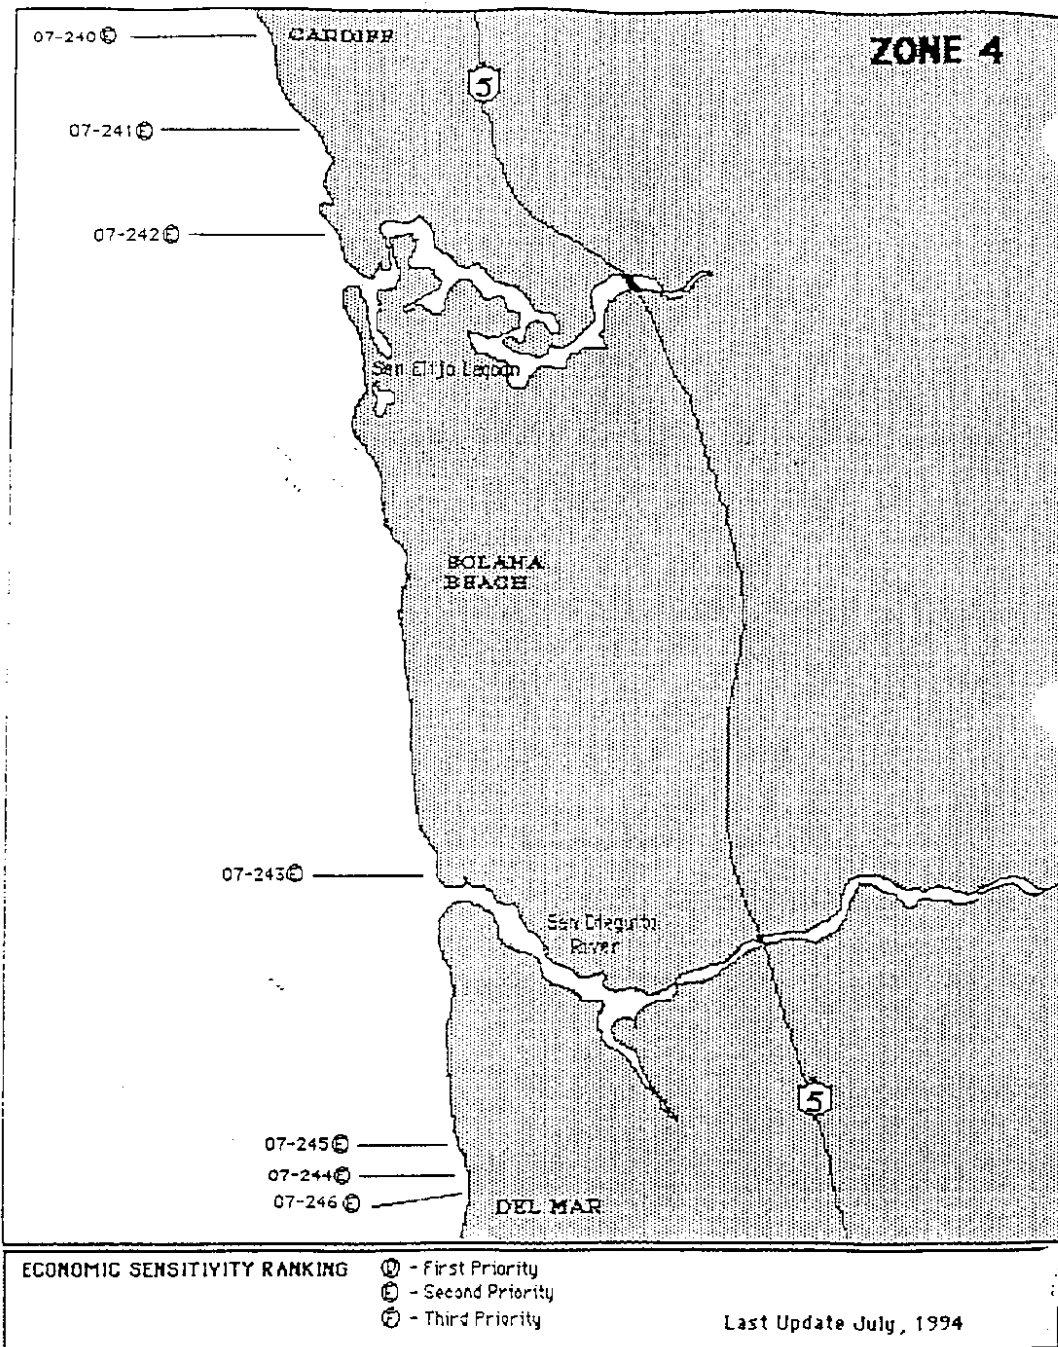 ZONE 4
07-240 Ⓔ
CARDIFF
5
07-241 Ⓔ
07-242 Ⓔ
San Elijo Lagoon
SOLANA
BEACH
07-243 Ⓔ
San Dieguito
River
5
07-245 Ⓔ
07-244 Ⓔ
07-246 Ⓔ
DEL MAR
ECONOMIC SENSITIVITY RANKING
Ⓓ - First Priority
Ⓔ - Second Priority
Ⓕ - Third Priority
Last Update July, 1994